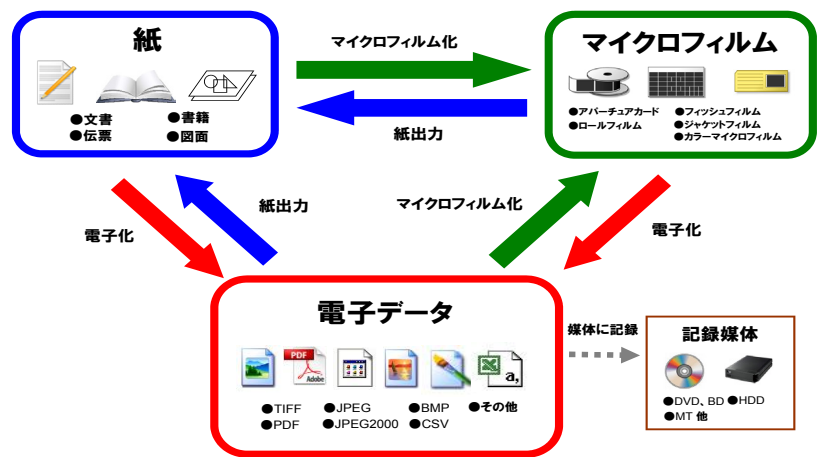 紙
●文書
●書籍
●伝票
●図面
マイクロフィルム化
紙出力
マイクロフィルム
●アパーチュアカード
●フィッシュフィルム
●ロールフィルム
●ジャケットフィルム
●カラーマイクロフィルム
電子化
紙出力
マイクロフィルム化
電子化
電子データ
PDF
Adobe
a,
●TIFF
●JPEG
●BMP
●その他
●PDF
●JPEG2000
●CSV
媒体に記録
記録媒体
●DVD、BD
●HDD
●MT 他